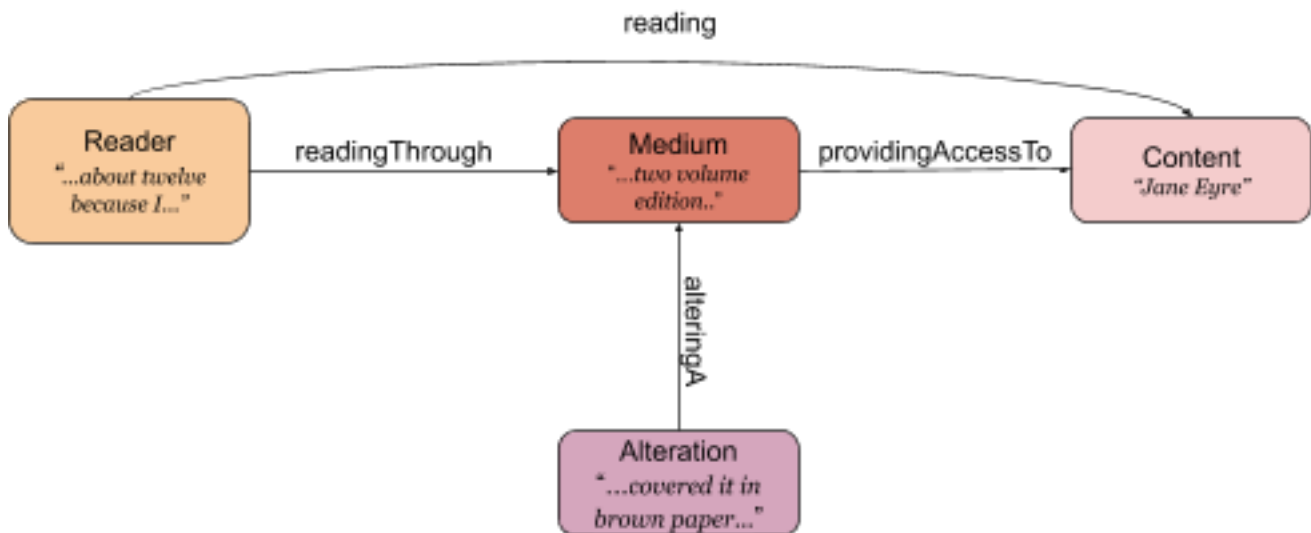 reading
Reader
“...about twelve
because I...”
readingThrough
Medium
“...two volume
edition..”
providingAccessTo
Content
“Jane Eyre”
alteringA
Alteration
“...covered it in
brown paper...”